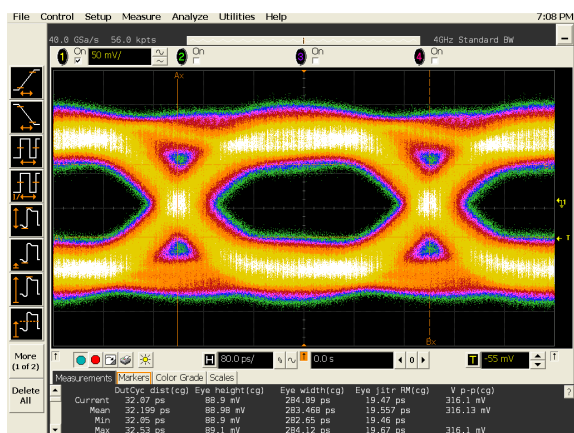 File Control Setup Measure Analyze Utilities Help 7:08 PM
40.0 GSa/s 56.0 kpts 4GHz Standard BW
1 On 50 mV/ 2 On 3 On 4 On
Ax
T
Bx
More
(1 of 2)
Delete
All
H 80.0 ps/ 0.0 s 0 T -55 mV
Measurements Markers Color Grade Scales
DutCyc dist(cg) Eye height(cg) Eye width(cg) Eye jitr RM(cg) V p-p(cg) ?
Current 32.07 ps 88.9 mV 284.09 ps 19.47 ps 316.1 mV
Mean 32.199 ps 88.98 mV 283.468 ps 19.557 ps 316.13 mV
Min 32.05 ps 88.9 mV 282.65 ps 19.46 ps
Max 32.53 ps 89.1 mV 284.12 ps 19.67 ps 316.1 mV